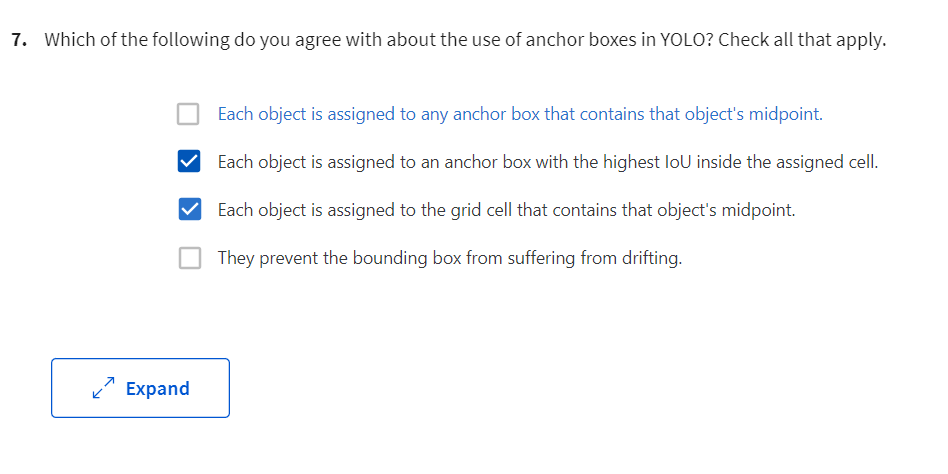 7. Which of the following do you agree with about the use of anchor boxes in YOLO? Check all that apply.
Each object is assigned to any anchor box that contains that object's midpoint.
Each object is assigned to an anchor box with the highest IoU inside the assigned cell.
Each object is assigned to the grid cell that contains that object's midpoint.
They prevent the bounding box from suffering from drifting.
Expand